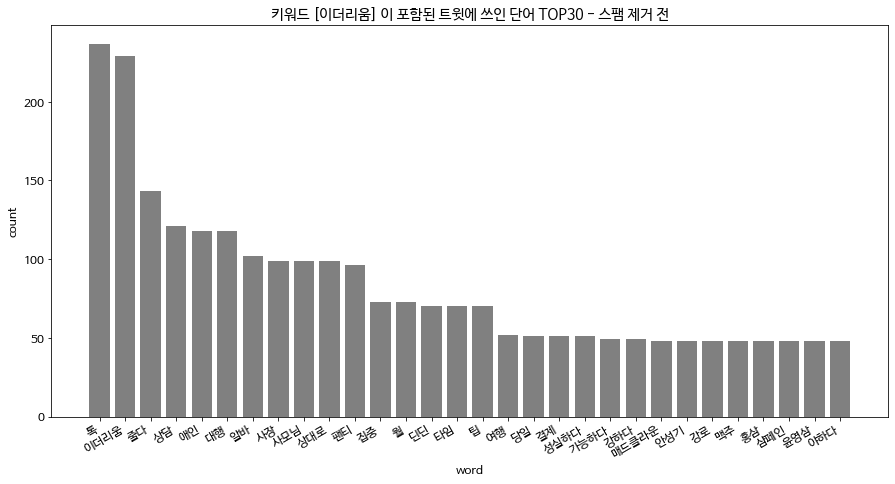 키워드 [이더리움] 이 포함된 트윗에 쓰인 단어 TOP30 - 스팸 제거 전
count
200
150
100
50
0
톡
이더리움
줄다
상담
애인
대행
알바
사장
사모님
상대로
팬티
집중
월
단딘
타임
팁
여행
당일
결제
성실하다
가능하다
강하다
매드클라운
안성기
강로
맥주
홍삼
샴페인
윤영삼
야하다
word